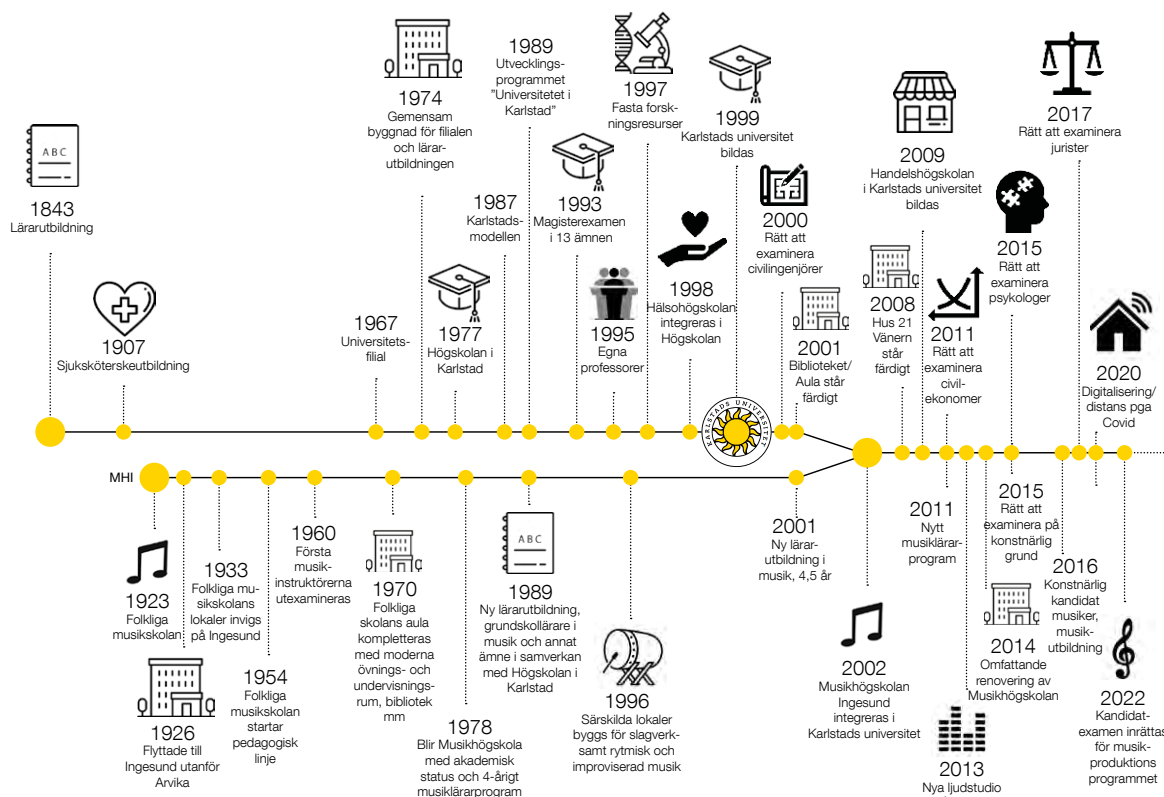 ABC
1843
Lärarutbildning
1907
Sjuksköterskeutbildning
1967
Universitets-
filial
1974
Gemensam
byggnad för filialen
och lärar-
utbildningen
1977
Högskolan i
Karlstad
1987
Karlstads-
modellen
1989
Utvecklings-
programmet
"Universitetet i
Karlstad"
1993
Magisterexamen
i 13 ämnen
1995
Egna
professorer
1997
Fasta forsk-
ningsresurser
1998
Hälsohögskolan
integreras i
Högskolan
1999
Karlstads universitet
bildas
KARLSTADS UNIVERSITET
2000
Rätt att
examinera
civilingenjörer
2001
Biblioteket/
Aula står
färdigt
2008
Hus 21
Vänern
står
färdigt
2009
Handelshögskolan
i Karlstads universitet
bildas
2011
Rätt att
examinera
civil-
ekonomer
2015
Rätt att
examinera
psykologer
2017
Rätt att examinera
jurister
2020
Digitalisering/
distans pga
Covid
MHI
1923
Folkliga
musikskolan
1926
Flyttade till
Ingesund utanför
Arvika
1933
Folkliga mu-
sikskolans
lokaler invigs
på Ingesund
1954
Folkliga
musikskolan
startar
pedagogisk
linje
1960
Första
musik-
instruktörerna
utexamineras
1970
Folkliga
skolans aula
kompletteras
med moderna
övnings- och
undervisnings-
rum, bibliotek
mm
1978
Blir Musikhögskola
med akademisk
status och 4-årigt
musiklärarprogram
ABC
1989
Ny lärarutbildning,
grundskollärare i
musik och annat
ämne i samverkan
med Högskolan i
Karlstad
1996
Särskilda lokaler
byggs för slagverk-
samt rytmisk och
improviserad musik
2001
Ny lärar-
utbildning i
musik, 4,5 år
2002
Musikhögskolan
Ingesund
integreras i
Karlstads universitet
2011
Nytt
musiklärar-
program
2013
Nya ljudstudio
2014
Omfattande
renovering av
Musikhögskolan
2015
Rätt att
examinera på
konstnärlig
grund
2016
Konstnärlig
kandidat
musiker,
musik-
utbildning
2022
Kandidat-
examen inrättas
för musik-
produktions
programmet